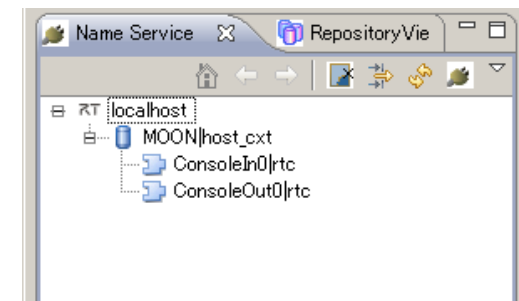 Name Service RepositoryVie
RT localhost
MOON|host_cxt
ConsoleIn0|rtc
ConsoleOut0|rtc